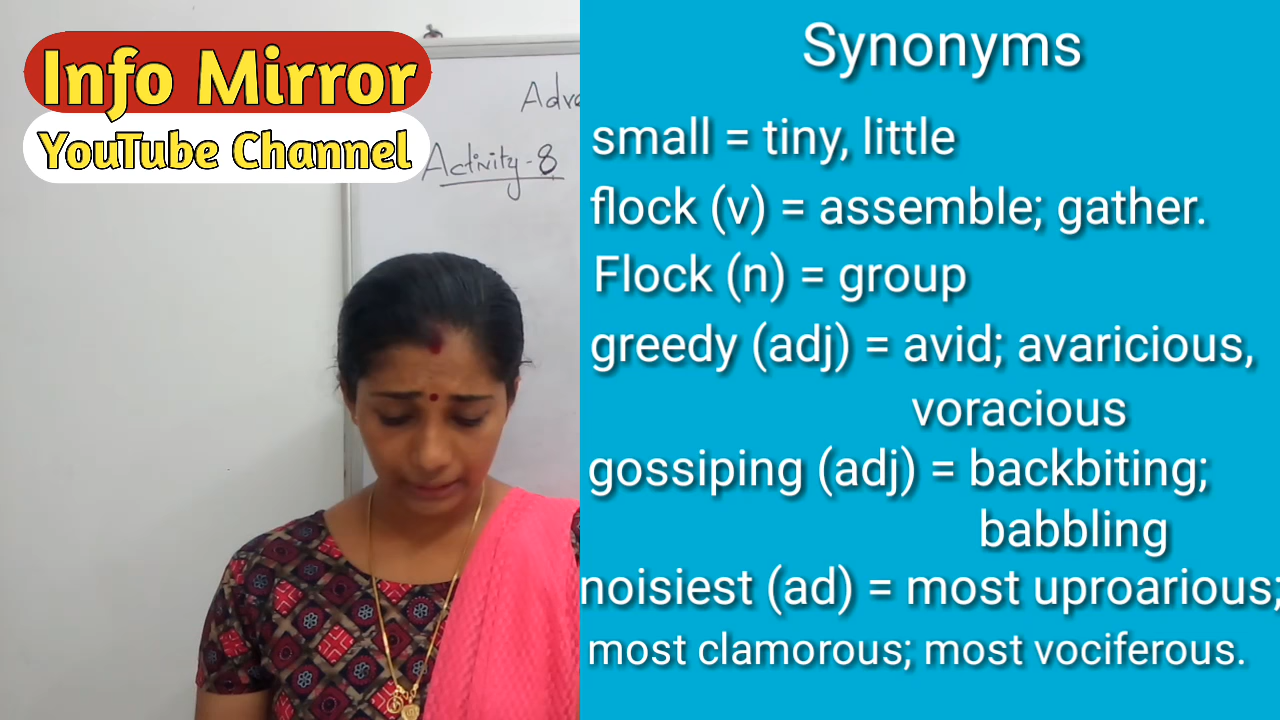 Info Mirror
YouTube Channel
Activity-8
Synonyms
small = tiny, little
flock (v) = assemble; gather.
Flock (n) = group
greedy (adj) = avid; avaricious,
voracious
gossiping (adj) = backbiting;
babbling
noisiest (ad) = most uproarious;
most clamorous; most vociferous.